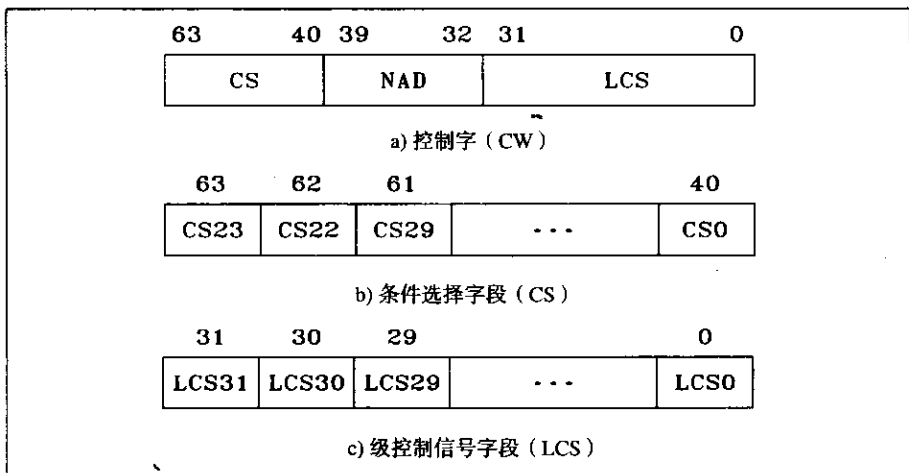 63 40 39 32 31 0
CS NAD LCS
a) 控制字（CW）
63 62 61 40
CS23 CS22 CS29 ··· CS0
b) 条件选择字段（CS）
31 30 29 0
LCS31 LCS30 LCS29 ··· LCS0
c) 级控制信号字段（LCS）